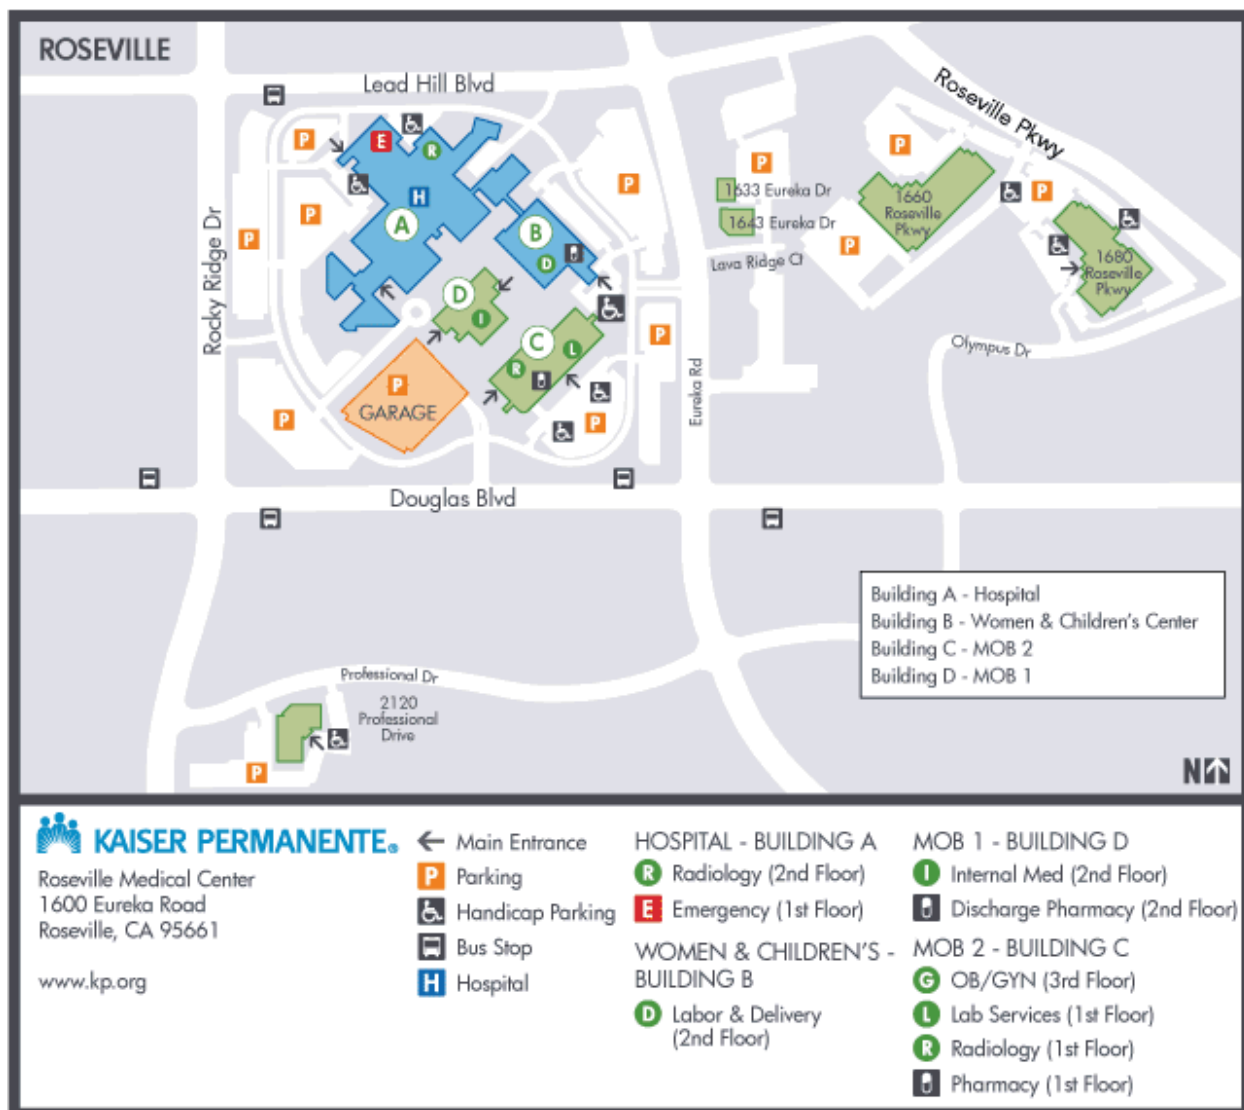 ROSEVILLE
Lead Hill Blvd
Roseville Pkwy
Rocky Ridge Dr
E
R
H
A
B
D
D
I
C
L
R
P
P
P
P
P
P
P
P
P
P
P
P
P
GARAGE
1633 Eureka Dr
1643 Eureka Dr
Lava Ridge Ct
1660
Roseville
Pkwy
1680
Roseville
Pkwy
Olympus Dr
Eureka Rd
Douglas Blvd
Building A - Hospital
Building B - Women & Children's Center
Building C - MOB 2
Building D - MOB 1
Professional Dr
2120
Professional
Drive
N
KAISER PERMANENTE®
Roseville Medical Center
1600 Eureka Road
Roseville, CA 95661
www.kp.org
Main Entrance
P Parking
Handicap Parking
Bus Stop
H Hospital
HOSPITAL - BUILDING A
R Radiology (2nd Floor)
E Emergency (1st Floor)
WOMEN & CHILDREN'S -
BUILDING B
D Labor & Delivery
(2nd Floor)
MOB 1 - BUILDING D
I Internal Med (2nd Floor)
Discharge Pharmacy (2nd Floor)
MOB 2 - BUILDING C
G OB/GYN (3rd Floor)
L Lab Services (1st Floor)
R Radiology (1st Floor)
Pharmacy (1st Floor)